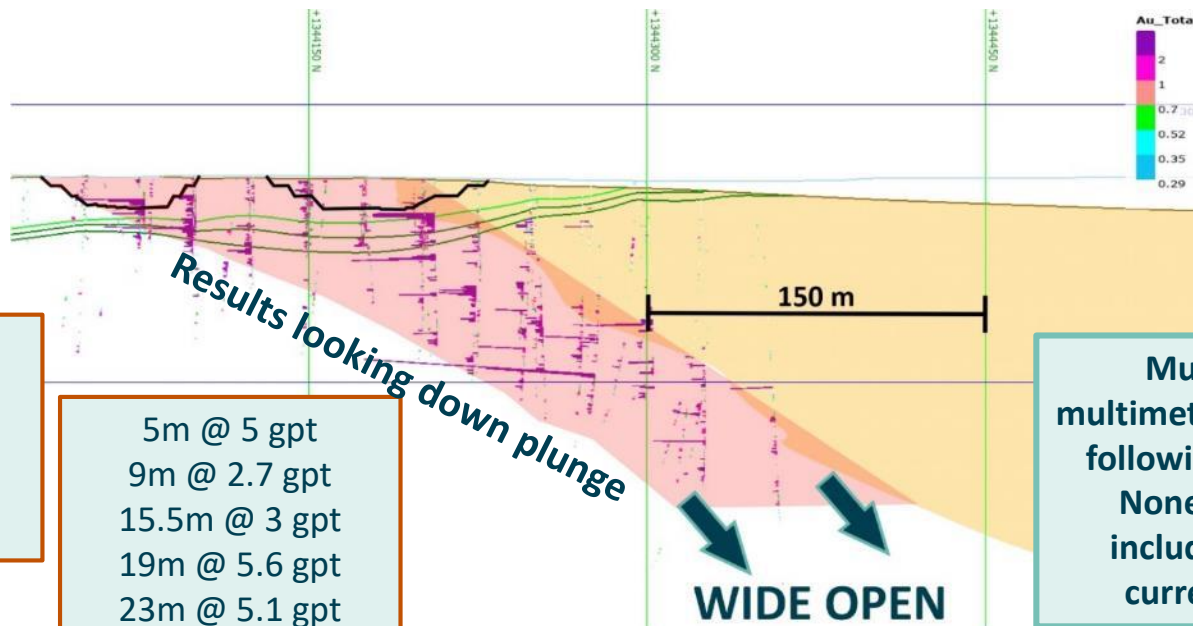 +1344150 N
+1344300 N
+1344450 N
Au_Tota
2
1
0.7
0.52
0.35
0.29
150 m
Results looking down plunge
5m @ 5 gpt
9m @ 2.7 gpt
15.5m @ 3 gpt
19m @ 5.6 gpt
23m @ 5.1 gpt
WIDE OPEN
Mu
multimet
followi
None
includ
curre